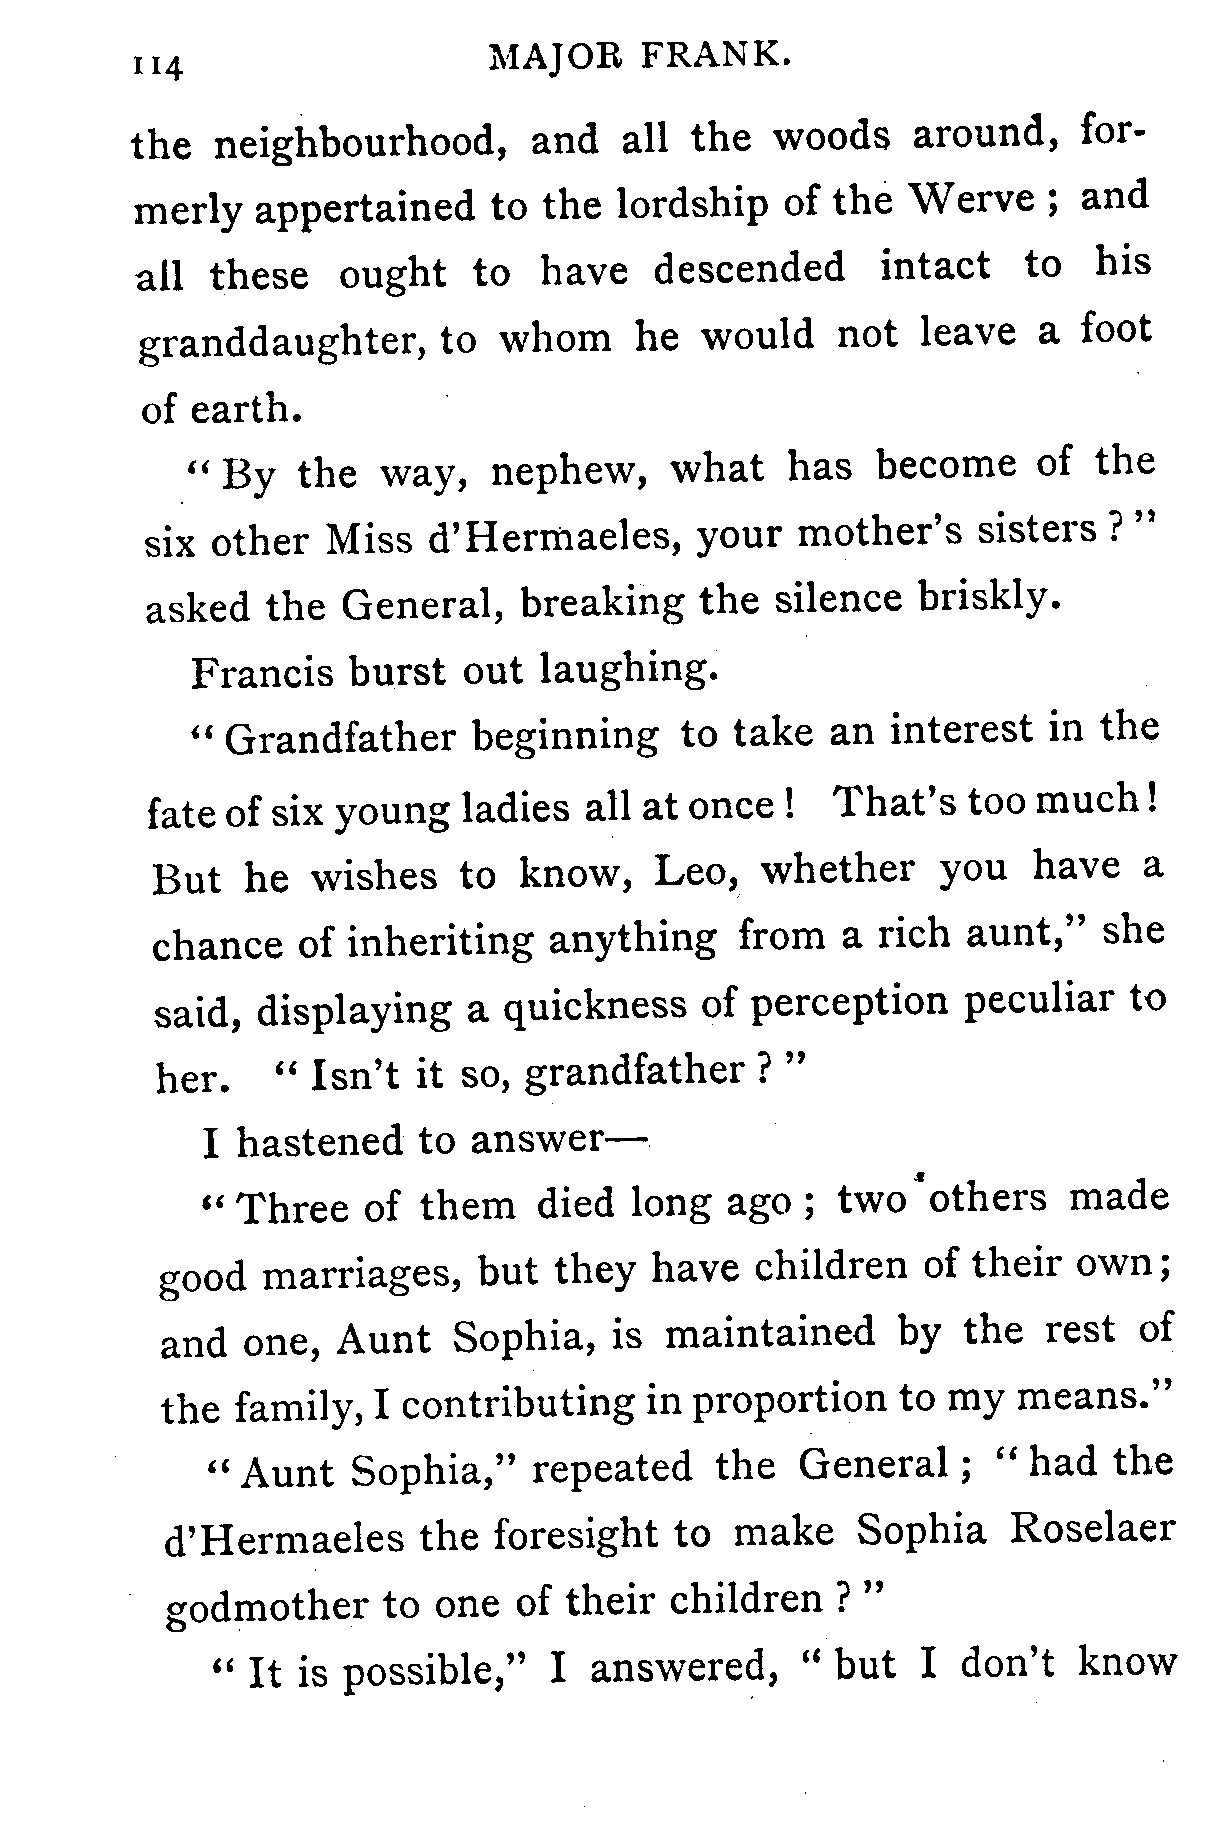 114 MAJOR FRANK.
the neighbourhood, and all the woods around, for-
merly appertained to the lordship of the Werve ; and
all these ought to have descended intact to his
granddaughter, to whom he would not leave a foot
of earth.
“ By the way, nephew, what has become of the
six other Miss d’Hermaeles, your mother’s sisters ? ”
asked the General, breaking the silence briskly.
Francis burst out laughing.
“ Grandfather beginning to take an interest in the
fate of six young ladies all at once ! That’s too much !
But he wishes to know, Leo, whether you have a
chance of inheriting anything from a rich aunt,” she
said, displaying a quickness of perception peculiar to
her. “ Isn’t it so, grandfather ? ”
I hastened to answer—
“ Three of them died long ago ; two others made
good marriages, but they have children of their own ;
and one, Aunt Sophia, is maintained by the rest of
the family, I contributing in proportion to my means.”
“ Aunt Sophia,” repeated the General ; “ had the
d’Hermaeles the foresight to make Sophia Roselaer
godmother to one of their children ? ”
“ It is possible,” I answered, “ but I don’t know